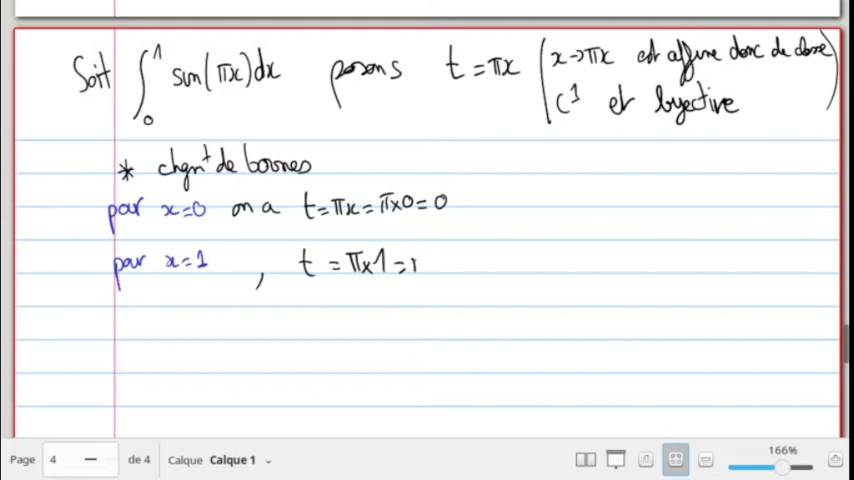 Soit ∫₀¹ sin(πx)dx posons t = πx (x→πx est affine donc de classe
C¹ et bijective)
* chgm^t de bornes
pour x=0 on a t=πx=π×0=0
pour x=1 , t=π×1=
Page 4 de 4 Calque Calque 1 166%